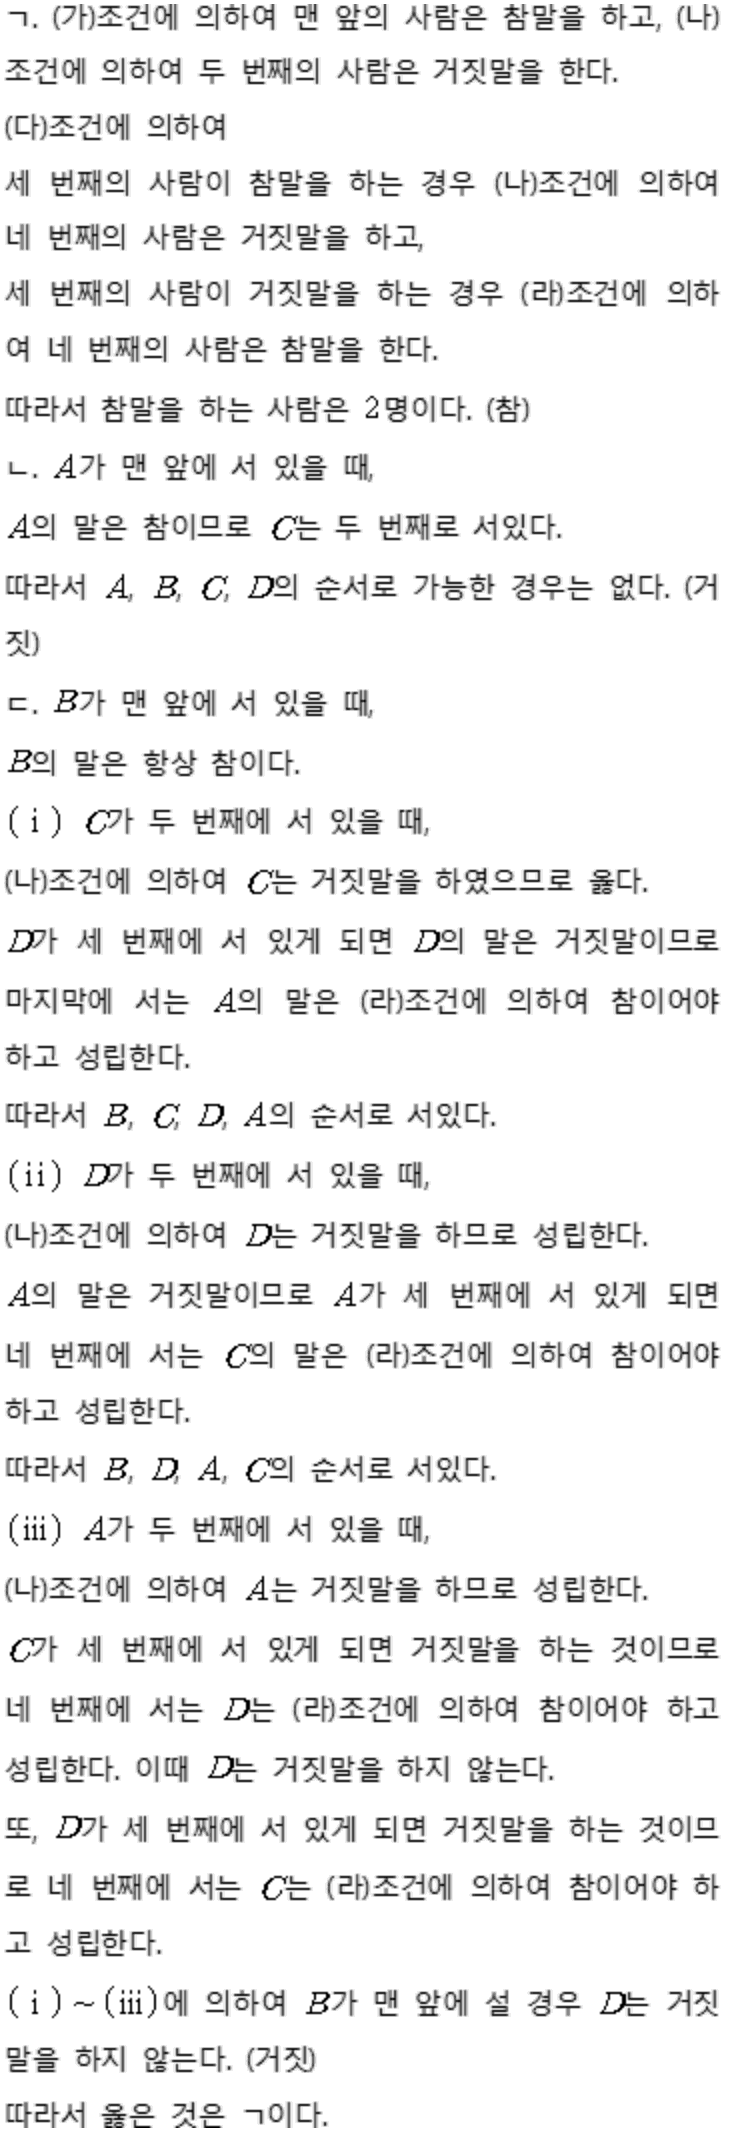 ㄱ. (가)조건에 의하여 맨 앞의 사람은 참말을 하고, (나)
조건에 의하여 두 번째의 사람은 거짓말을 한다.
(다)조건에 의하여
세 번째의 사람이 참말을 하는 경우 (나)조건에 의하여
네 번째의 사람은 거짓말을 하고,
세 번째의 사람이 거짓말을 하는 경우 (라)조건에 의하
여 네 번째의 사람은 참말을 한다.
따라서 참말을 하는 사람은 2명이다. (참)
ㄴ. A가 맨 앞에 서 있을 때,
A의 말은 참이므로 C는 두 번째로 서있다.
따라서 A, B, C, D의 순서로 가능한 경우는 없다. (거
짓)
ㄷ. B가 맨 앞에 서 있을 때,
B의 말은 항상 참이다.
(ⅰ) C가 두 번째에 서 있을 때,
(나)조건에 의하여 C는 거짓말을 하였으므로 옳다.
D가 세 번째에 서 있게 되면 D의 말은 거짓말이므로
마지막에 서는 A의 말은 (라)조건에 의하여 참이어야
하고 성립한다.
따라서 B, C, D, A의 순서로 서있다.
(ⅱ) D가 두 번째에 서 있을 때,
(나)조건에 의하여 D는 거짓말을 하므로 성립한다.
A의 말은 거짓말이므로 A가 세 번째에 서 있게 되면
네 번째에 서는 C의 말은 (라)조건에 의하여 참이어야
하고 성립한다.
따라서 B, D, A, C의 순서로 서있다.
(ⅲ) A가 두 번째에 서 있을 때,
(나)조건에 의하여 A는 거짓말을 하므로 성립한다.
C가 세 번째에 서 있게 되면 거짓말을 하는 것이므로
네 번째에 서는 D는 (라)조건에 의하여 참이어야 하고
성립한다. 이때 D는 거짓말을 하지 않는다.
또, D가 세 번째에 서 있게 되면 거짓말을 하는 것이므
로 네 번째에 서는 C는 (라)조건에 의하여 참이어야 하
고 성립한다.
(ⅰ)~(ⅲ)에 의하여 B가 맨 앞에 설 경우 D는 거짓
말을 하지 않는다. (거짓)
따라서 옳은 것은 ㄱ이다.